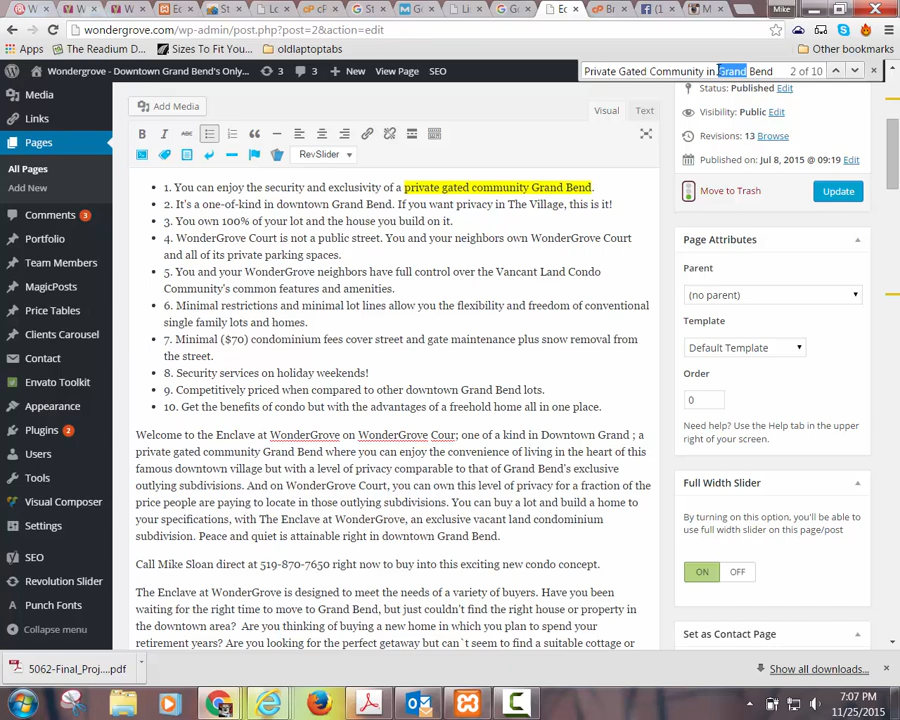 W W W Ed St Lo cP G St M Go Li Go Ec cP Br (1 M Mike
wondergrove.com/wp-admin/post.php?post=2&action=edit
Apps The Readium D... Sizes To Fit You oldlaptoptabs Other bookmarks
Wondergrove - Downtown Grand Bend's Only... 3 3 New View Page SEO
Private Gated Community in Grand Bend 2 of 10
Media
Links
Pages
All Pages
Add New
Comments 3
Portfolio
Team Members
MagicPosts
Price Tables
Clients Carousel
Contact
Envato Toolkit
Appearance
Plugins 2
Users
Tools
Visual Composer
Settings
SEO
Revolution Slider
Punch Fonts
Collapse menu
Add Media Visual Text
B I ABC
RevSlider
• 1. You can enjoy the security and exclusivity of a private gated community Grand Bend.
• 2. It's a one-of-kind in downtown Grand Bend. If you want privacy in The Village, this is it!
• 3. You own 100% of your lot and the house you build on it.
• 4. WonderGrove Court is not a public street. You and your neighbors own WonderGrove Court
and all of its private parking spaces.
• 5. You and your WonderGrove neighbors have full control over the Vancant Land Condo
Community's common features and amenities.
• 6. Minimal restrictions and minimal lot lines allow you the flexibility and freedom of conventional
single family lots and homes.
• 7. Minimal ($70) condominium fees cover street and gate maintenance plus snow removal from
the street.
• 8. Security services on holiday weekends!
• 9. Competitively priced when compared to other downtown Grand Bend lots.
• 10. Get the benefits of condo but with the advantages of a freehold home all in one place.
Welcome to the Enclave at WonderGrove on WonderGrove Cour; one of a kind in Downtown Grand ; a
private gated community Grand Bend where you can enjoy the convenience of living in the heart of this
famous downtown village but with a level of privacy comparable to that of Grand Bend's exclusive
outlying subdivisions. And on WonderGrove Court, you can own this level of privacy for a fraction of the
price people are paying to locate in those outlying subdivisions. You can buy a lot and build a home to
your specifications, with The Enclave at WonderGrove, an exclusive vacant land condominium
subdivision. Peace and quiet is attainable right in downtown Grand Bend.
Call Mike Sloan direct at 519-870-7650 right now to buy into this exciting new condo concept.
The Enclave at WonderGrove is designed to meet the needs of a variety of buyers. Have you been
waiting for the right time to move to Grand Bend, but just couldn't find the right house or property in
the downtown area? Are you thinking of buying a new home in which you plan to spend your
retirement years? Are you looking for the perfect getaway but can`t seem to find a suitable cottage or
Status: Published Edit
Visibility: Public Edit
Revisions: 13 Browse
Published on: Jul 8, 2015 @ 09:19 Edit
Move to Trash Update
Page Attributes
Parent
(no parent)
Template
Default Template
Order
0
Need help? Use the Help tab in the upper
right of your screen.
Full Width Slider
By turning on this option, you'll be able to
use full width slider on this page/post
ON OFF
Set as Contact Page
5062-Final_Proj....pdf Show all downloads...
7:07 PM
11/25/2015